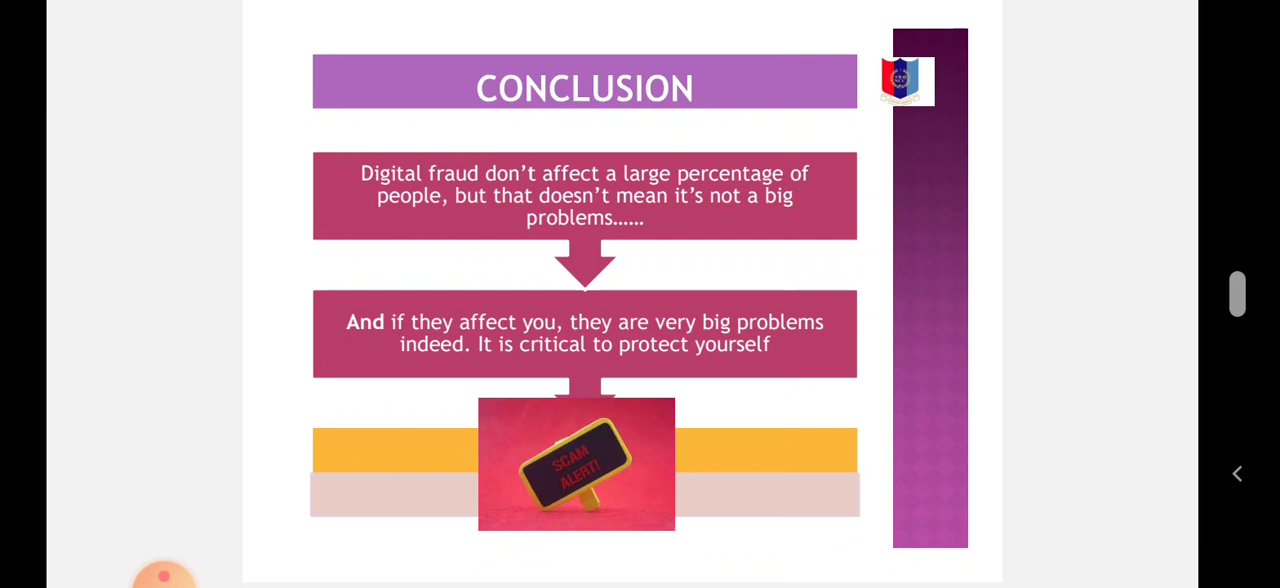 CONCLUSION
Digital fraud don’t affect a large percentage of
people, but that doesn’t mean it’s not a big
problems……
And if they affect you, they are very big problems
indeed. It is critical to protect yourself
SCAM
ALERT!